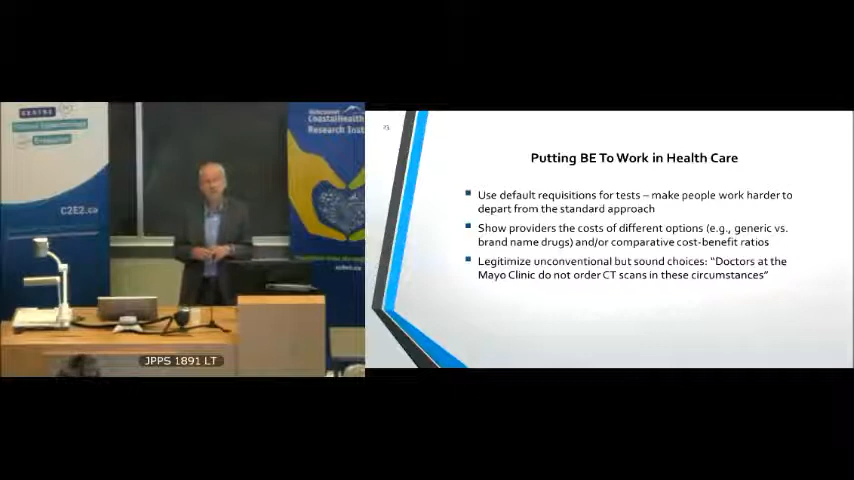 CENTRE
Evaluation
C2E2.ca
Vancouver
CoastalHealth
Research Inst
JPPS 1891 LT
Putting BE To Work in Health Care
Use default requisitions for tests – make people work harder to
depart from the standard approach
Show providers the costs of different options (e.g., generic vs.
brand name drugs) and/or comparative cost-benefit ratios
Legitimize unconventional but sound choices: “Doctors at the
Mayo Clinic do not order CT scans in these circumstances”